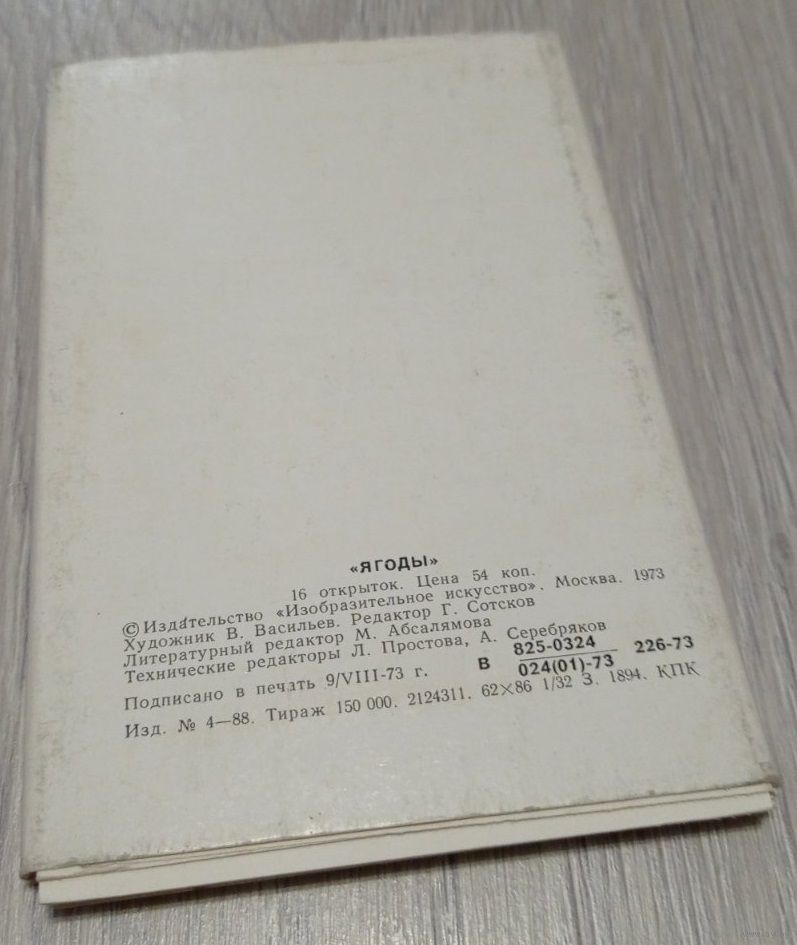 «ЯГОДЫ»
16 открыток. Цена 54 коп.
© Издательство «Изобразительное искусство». Москва. 1973
Художник В. Васильев. Редактор Г. Сотсков
Литературный редактор М. Абсалямова
Технические редакторы Л. Простова, А. Серебряков
Подписано в печать 9/VIII-73 г. В 825-0324 226-73
024(01)-73
Изд. № 4—88. Тираж 150 000. 2124311. 62×86 1/32 З. 1894. КПК